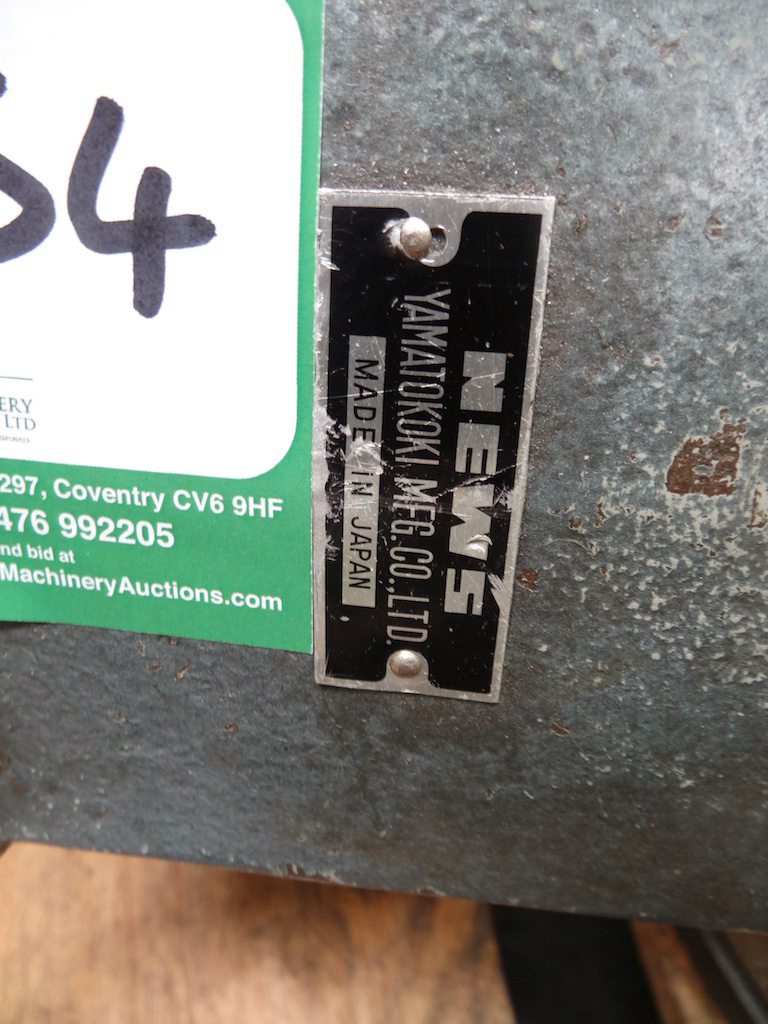 4
ERY
LTD
297, Coventry CV6 9HF
476 992205
nd bid at
MachineryAuctions.com
NEWS
YAMATOKOKI MFG.CO.,LTD.
MADE IN JAPAN